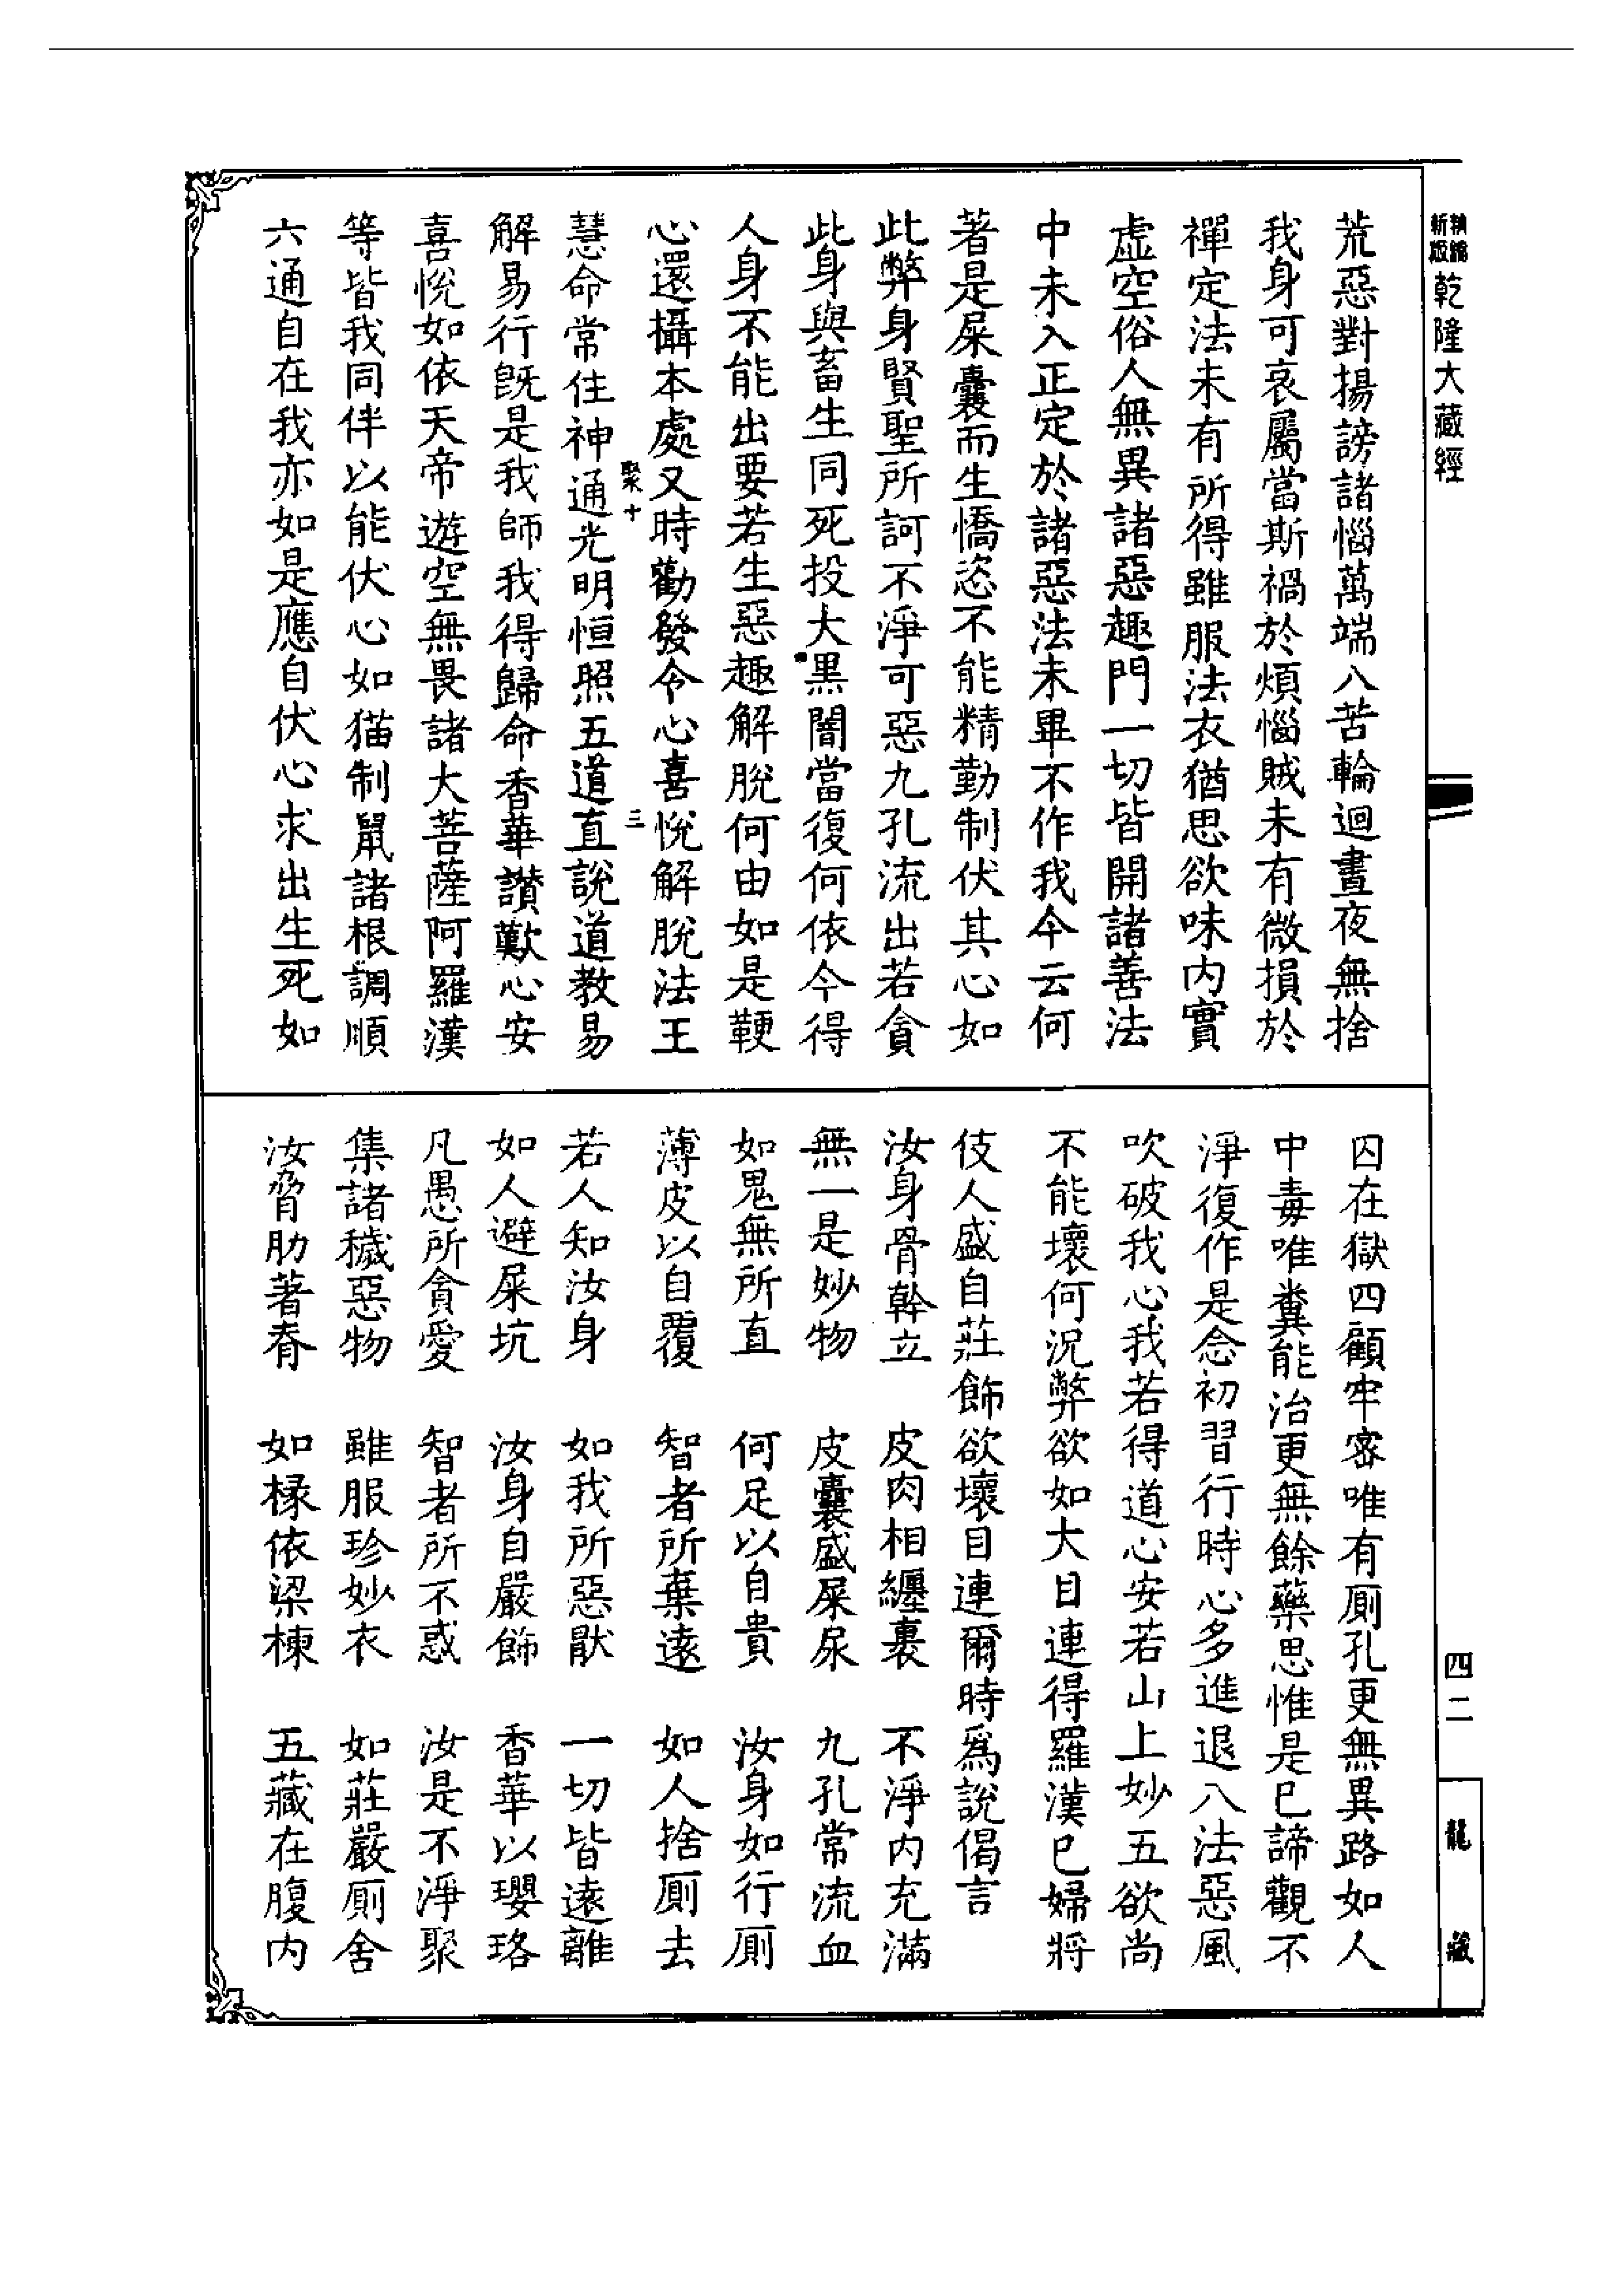 精編新版
乾隆大藏經
荒惡對揚謗諸惱萬端八苦輪迴晝夜無捨
我身可哀屬當斯禍於煩惱賊未有微損於
禪定法未有所得雖服法衣猶思欲味内實
虛空俗人無異諸惡趣門一切皆開諸善法
中未入正定於諸惡法未畢不作我今云何
著是屎囊而生憍恣不能精勤制伏其心如
此弊身賢聖所訶不淨可惡九孔流出若貪
此身與畜生同死投大黑闇當復何依今得
人身不能出要若生惡趣解脫何由如是鞕
心還攝本處又時勸發令心喜悅解脫法王
聚十
三
慧命常住神通光明恒照五道直說道教易
解易行旣是我師我得歸命香華讚歎心安
喜悅如依天帝遊空無畏諸大菩薩阿羅漢
等皆我同伴以能伏心如猫制鼠諸根調順
六通自在我亦如是應自伏心求出生死如
囚在獄四顧牢密唯有廁孔更無異路如人
中毒唯糞能治更無餘藥思惟是已諦觀不
淨復作是念初習行時心多進退八法惡風
吹破我心我若得道心安若山上妙五欲尚
不能壞何況弊欲如大目連得羅漢已婦將
伎人盛自莊飾欲壞目連爾時爲說偈言
汝身骨幹立 皮肉相纏裹 不淨内充滿
無一是妙物 皮囊盛屎尿 九孔常流血
如鬼無所直 何足以自貴 汝身如行廁
薄皮以自覆 智者所棄遠 如人捨廁去
若人知汝身 如我所惡猒 一切皆遠離
如人避屎坑 汝身自嚴飾 香華以瓔珞
凡愚所貪愛 智者所不惑 汝是不淨聚
集諸穢惡物 雖服珍妙衣 如莊嚴廁舍
汝脅肋著脊 如椽依梁棟 五藏在腹内
四二
龍藏